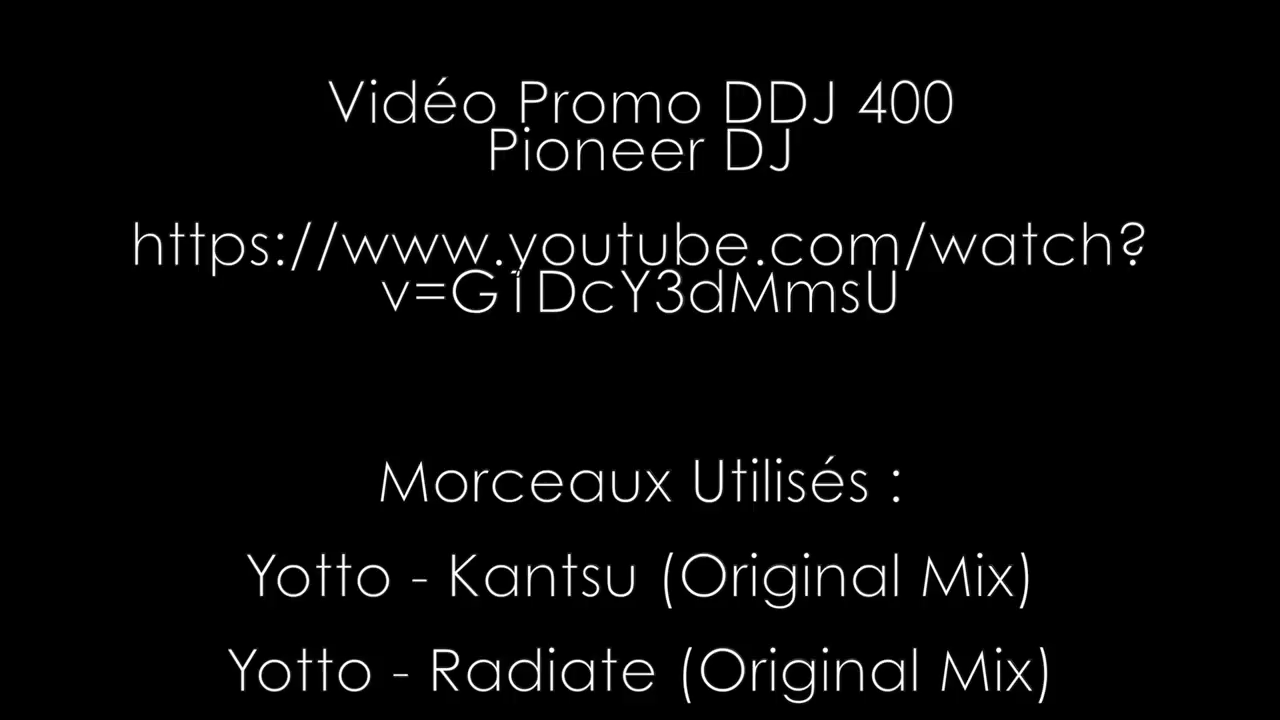 Vidéo Promo DDJ 400
Pioneer DJ
https://www.youtube.com/watch?
v=G1DcY3dMmsU
Morceaux Utilisés :
Yotto - Kantsu (Original Mix)
Yotto - Radiate (Original Mix)